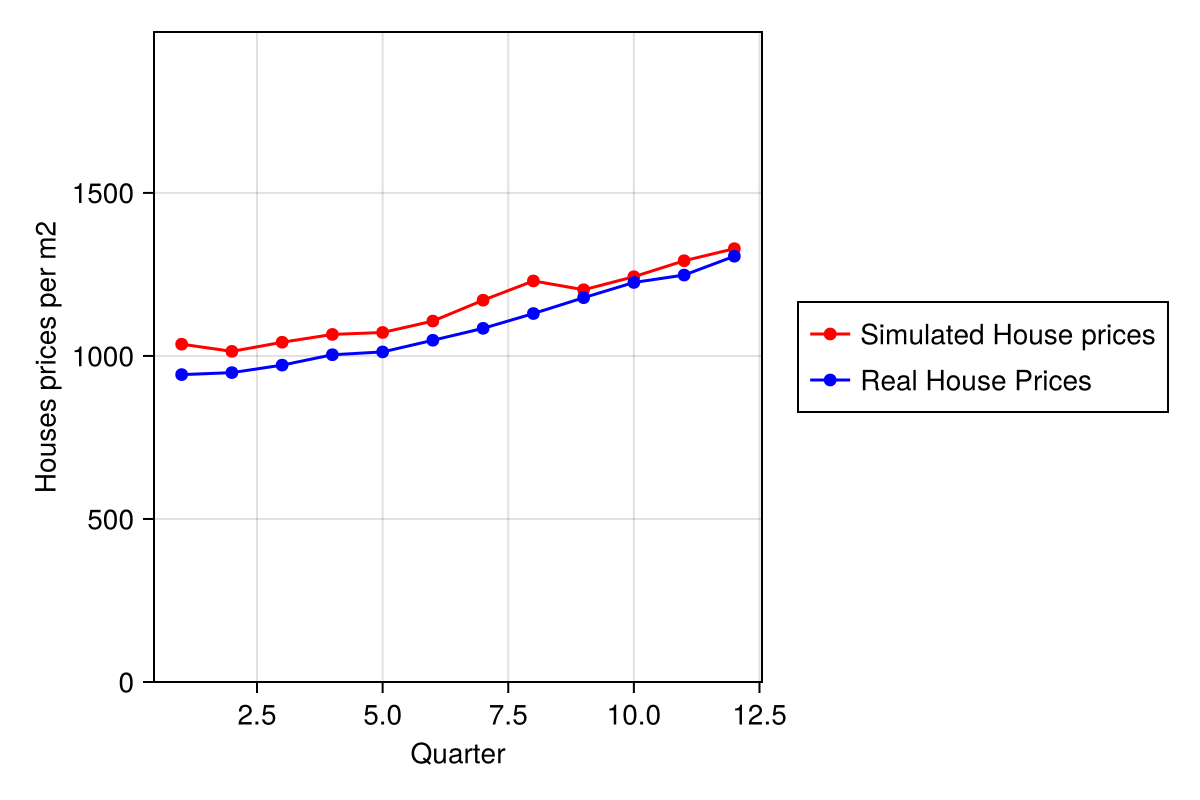 Houses prices per m2
1500
1000
500
0
2.5 5.0 7.5 10.0 12.5
Quarter
Simulated House prices
Real House Prices